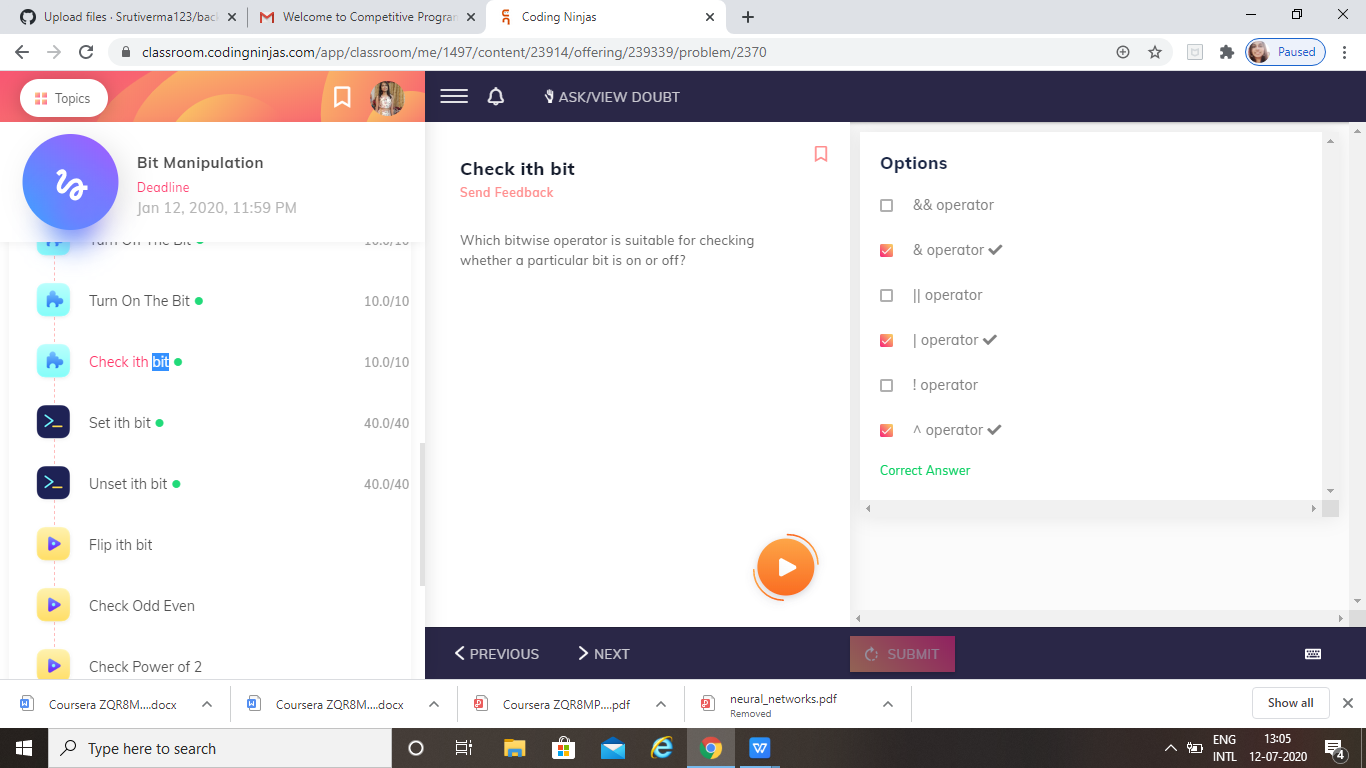 Upload files · Srutiverma123/back
Welcome to Competitive Program
Coding Ninjas
classroom.codingninjas.com/app/classroom/me/1497/content/23914/offering/239339/problem/2370
Paused
Topics
ASK/VIEW DOUBT
Bit Manipulation
Deadline
Jan 12, 2020, 11:59 PM
Turn Off The Bit 10.0/10
Turn On The Bit 10.0/10
Check ith bit 10.0/10
Set ith bit 40.0/40
Unset ith bit 40.0/40
Flip ith bit
Check Odd Even
Check Power of 2
Check ith bit
Send Feedback
Which bitwise operator is suitable for checking
whether a particular bit is on or off?
Options
&& operator
& operator
|| operator
| operator
! operator
^ operator
Correct Answer
PREVIOUS
NEXT
SUBMIT
Coursera ZQR8M....docx
Coursera ZQR8M....docx
Coursera ZQR8MP....pdf
neural_networks.pdf
Removed
Show all
Type here to search
ENG
INTL
13:05
12-07-2020
4